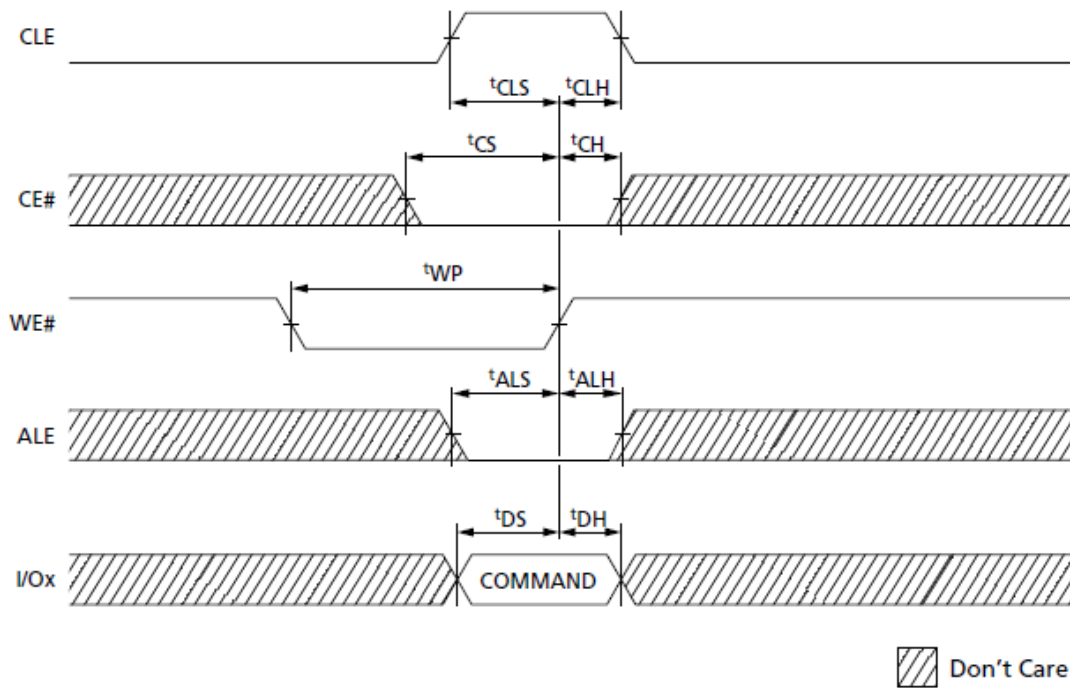 CLE
tCLS tCLH
tCS tCH
CE#
tWP
WE#
tALS tALH
ALE
tDS tDH
I/Ox COMMAND
Don't Care